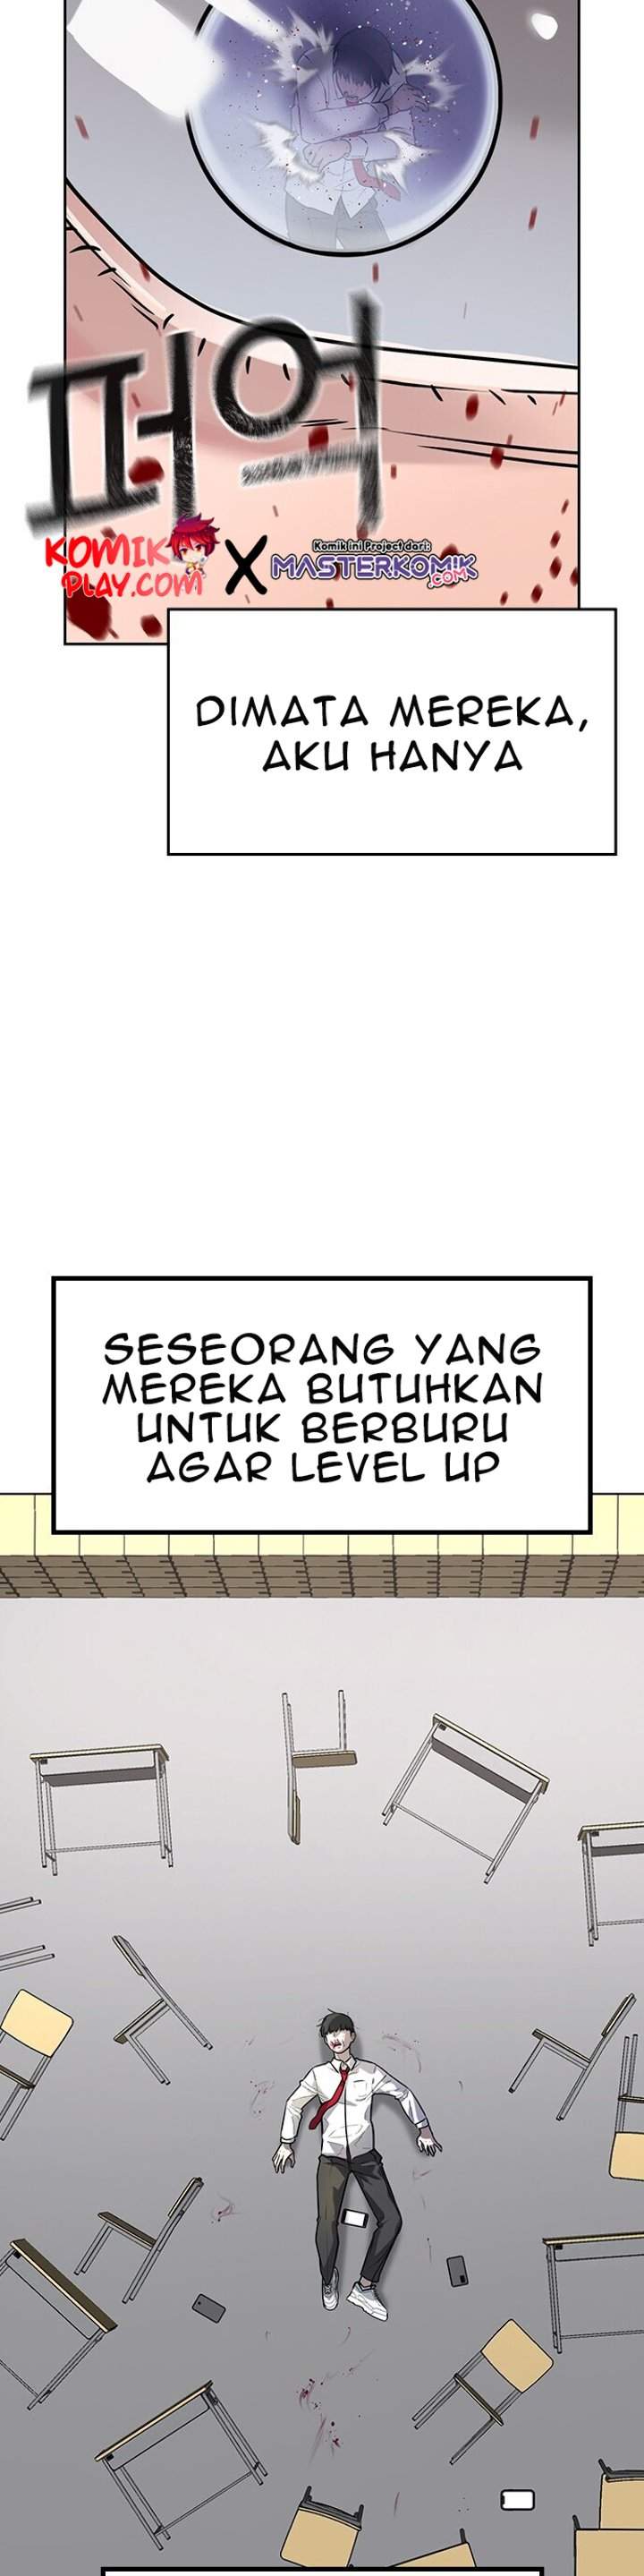 퍼억
KOMIK
PLAY.COM
X
Komik ini Project dari:
MASTERKOMIK
.COM
DIMATA MEREKA,
AKU HANYA
SESEORANG YANG
MEREKA BUTUHKAN
UNTUK BERBURU
AGAR LEVEL UP